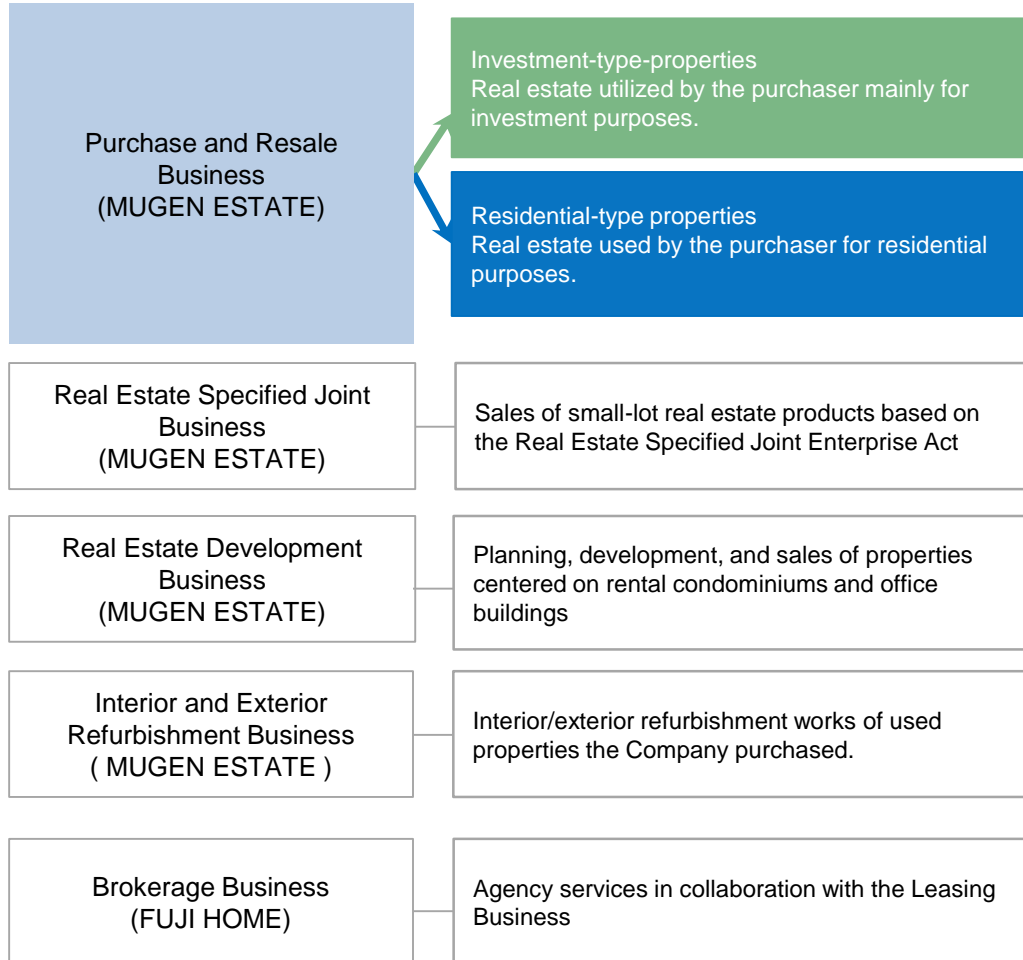 Purchase and Resale
Business
(MUGEN ESTATE)
Investment-type-properties
Real estate utilized by the purchaser mainly for
investment purposes.
Residential-type properties
Real estate used by the purchaser for residential
purposes.
Real Estate Specified Joint
Business
(MUGEN ESTATE)
Sales of small-lot real estate products based on
the Real Estate Specified Joint Enterprise Act
Real Estate Development
Business
(MUGEN ESTATE)
Planning, development, and sales of properties
centered on rental condominiums and office
buildings
Interior and Exterior
Refurbishment Business
( MUGEN ESTATE )
Interior/exterior refurbishment works of used
properties the Company purchased.
Brokerage Business
(FUJI HOME)
Agency services in collaboration with the Leasing
Business